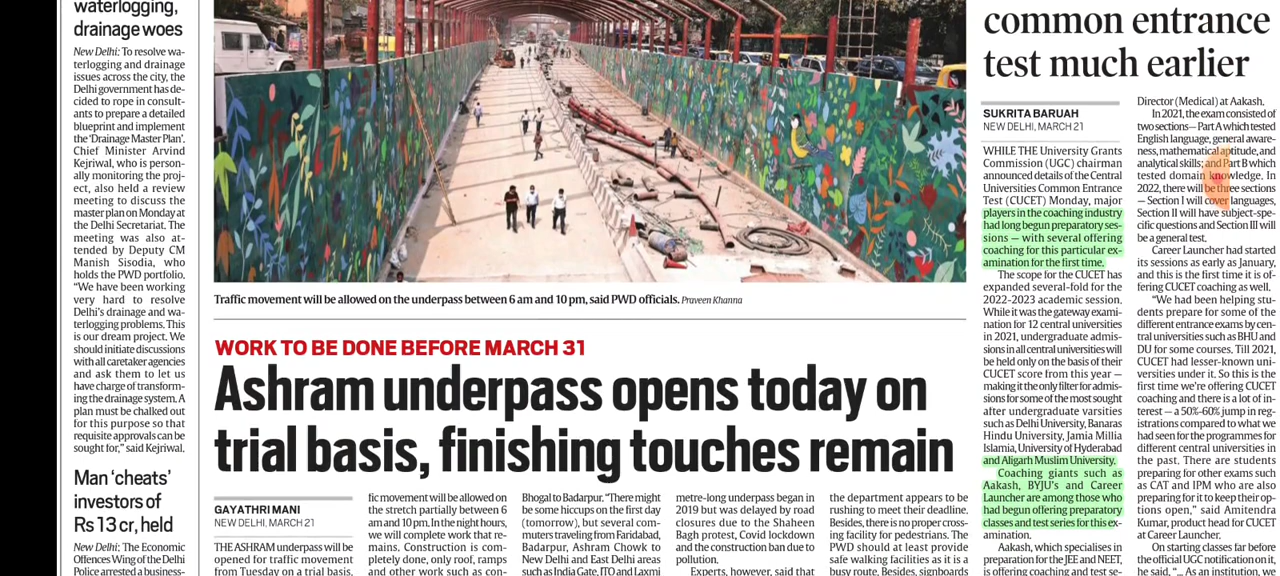 waterlogging,
drainage woes
New Delhi: To resolve wa-
terlogging and drainage
issues across the city, the
Delhi government has de-
cided to rope in consult-
ants to prepare a detailed
blueprint and implement
the ‘Drainage Master Plan’.
Chief Minister Arvind
Kejriwal, who is person-
ally monitoring the proj-
ect, also held a review
meeting to discuss the
master plan on Monday at
the Delhi Secretariat. The
meeting was also at-
tended by Deputy CM
Manish Sisodia, who
holds the PWD portfolio.
“We have been working
very hard to resolve
Delhi’s drainage and wa-
terlogging problems. This
is our dream project. We
should initiate discussions
with all caretaker agencies
and ask them to let us
have charge of transform-
ing the drainage system. A
plan must be chalked out
for this purpose so that
requisite approvals can be
sought for,” said Kejriwal.
Man ‘cheats’
investors of
Rs 13 cr, held
New Delhi: The Economic
Offences Wing of the Delhi
Police arrested a business-
Traffic movement will be allowed on the underpass between 6 am and 10 pm, said PWD officials. Praveen Khanna
WORK TO BE DONE BEFORE MARCH 31
Ashram underpass opens today on
trial basis, finishing touches remain
GAYATHRI MANI
NEW DELHI, MARCH 21
THE ASHRAM underpass will be
opened for traffic movement
from Tuesday on a trial basis.
fic movement will be allowed on
the stretch partially between 6
am and 10 pm. In the night hours,
we will complete work that re-
mains. Construction is com-
pletely done, only roof, ramps
and other work such as con-
Bhogal to Badarpur. “There might
be some hiccups on the first day
(tomorrow), but several com-
muters traveling from Faridabad,
Badarpur, Ashram Chowk to
New Delhi and East Delhi areas
such as India Gate, ITO and Laxmi
metre-long underpass began in
2019 but was delayed by road
closures due to the Shaheen
Bagh protest, Covid lockdown
and the construction ban due to
pollution.
Experts, however, said that
the department appears to be
rushing to meet their deadline.
Besides, there is no proper cross-
ing facility for pedestrians. The
PWD should at least provide
safe walking facilities as it is a
busy route. Besides, signboards
common entrance
test much earlier
SUKRITA BARUAH
NEW DELHI, MARCH 21
WHILE THE University Grants
Commission (UGC) chairman
announced details of the Central
Universities Common Entrance
Test (CUCET) Monday, major
players in the coaching industry
had long begun preparatory ses-
sions — with several offering
coaching for this particular ex-
amination for the first time.
The scope for the CUCET has
expanded several-fold for the
2022-2023 academic session.
While it was the gateway exami-
nation for 12 central universities
in 2021, undergraduate admis-
sions in all central universities will
be held only on the basis of their
CUCET score from this year —
making it the only filter for admis-
sions for some of the most sought
after undergraduate varsities
such as Delhi University, Banaras
Hindu University, Jamia Millia
Islamia, University of Hyderabad
and Aligarh Muslim University.
Coaching giants such as
Aakash, BYJU’s and Career
Launcher are among those who
had begun offering preparatory
classes and test series for this ex-
amination.
Aakash, which specialises in
preparation for the JEE and NEET,
is offering coaching and test se-
Director (Medical) at Aakash.
In 2021, the exam consisted of
two sections— Part A which tested
English language, general aware-
ness, mathematical aptitude, and
analytical skills; and Part B which
tested domain knowledge. In
2022, there will be three sections
— Section I will cover languages,
Section II will have subject-spe-
cific questions and Section III will
be a general test.
Career Launcher had started
its sessions as early as January,
and this is the first time it is of-
fering CUCET coaching as well.
“We had been helping stu-
dents prepare for some of the
different entrance exams by cen-
tral universities such as BHU and
DU for some courses. Till 2021,
CUCET had lesser-known uni-
versities under it. So this is the
first time we’re offering CUCET
coaching and there is a lot of in-
terest — a 50%-60% jump in reg-
istrations compared to what we
had seen for the programmes for
different central universities in
the past. There are students
preparing for other exams such
as CAT and IPM who are also
preparing for it to keep their op-
tions open,” said Amitendra
Kumar, product head for CUCET
at Career Launcher.
On starting classes far before
the official UGC notification on it,
he said, “... As an institution, we